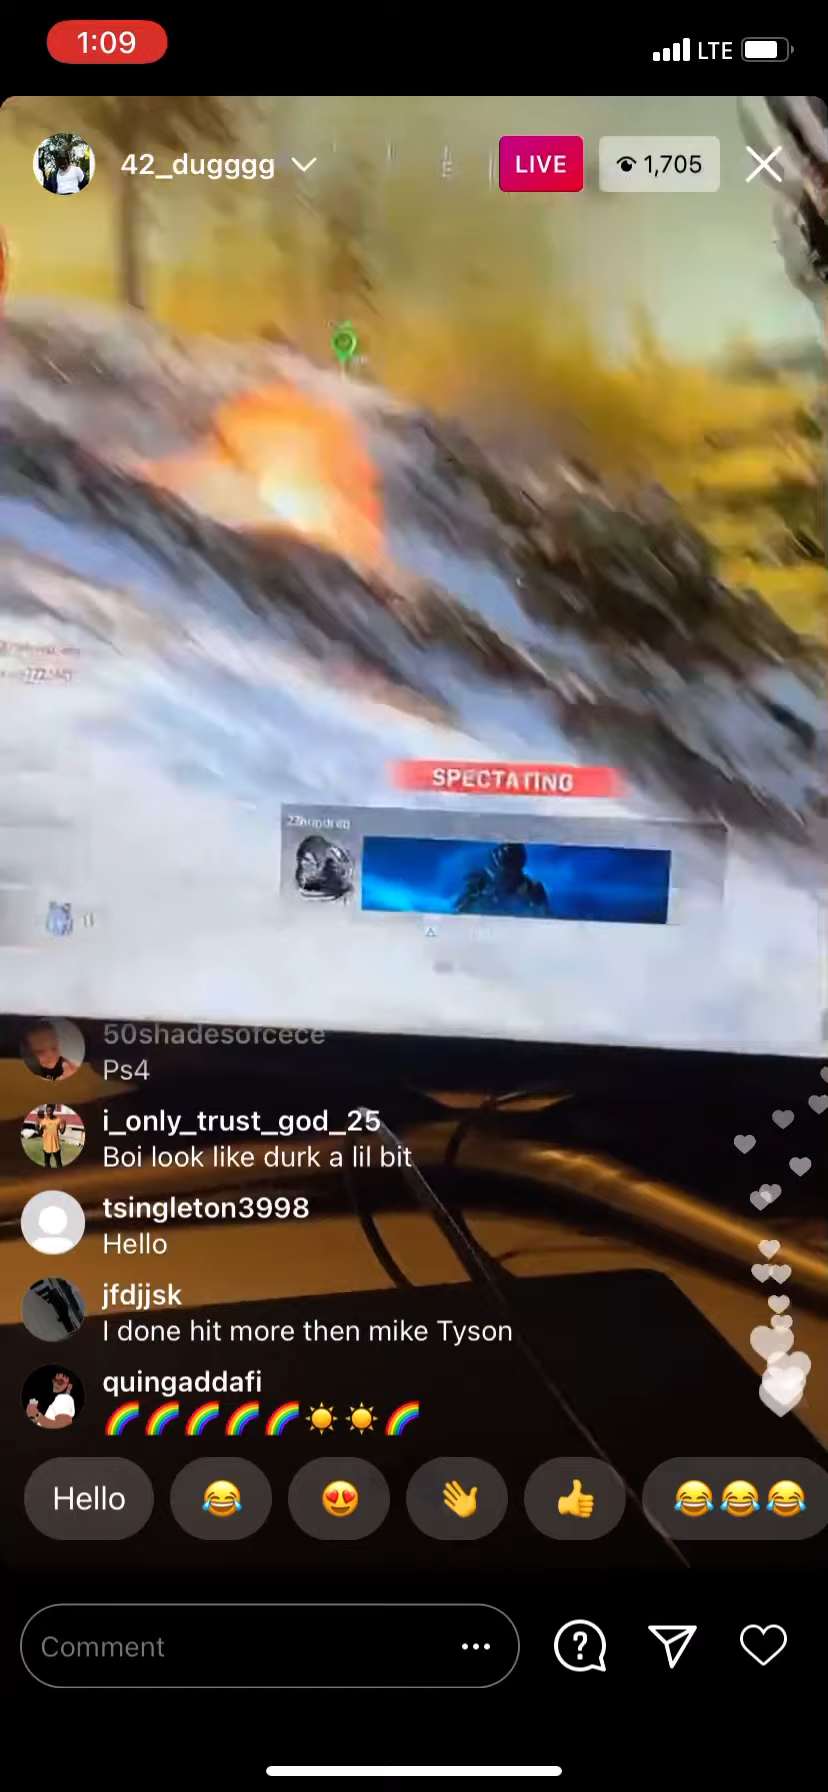 1:09
LTE
42_dugggg
LIVE
1,705
SPECTATING
50shadesofcece
Ps4
i_only_trust_god_25
Boi look like durk a lil bit
tsingleton3998
Hello
jfdjjsk
I done hit more then mike Tyson
quingaddafi
🌈🌈🌈🌈🌈☀️☀️🌈
Hello 😂 😍 👋 👍 😂😂😂
Comment